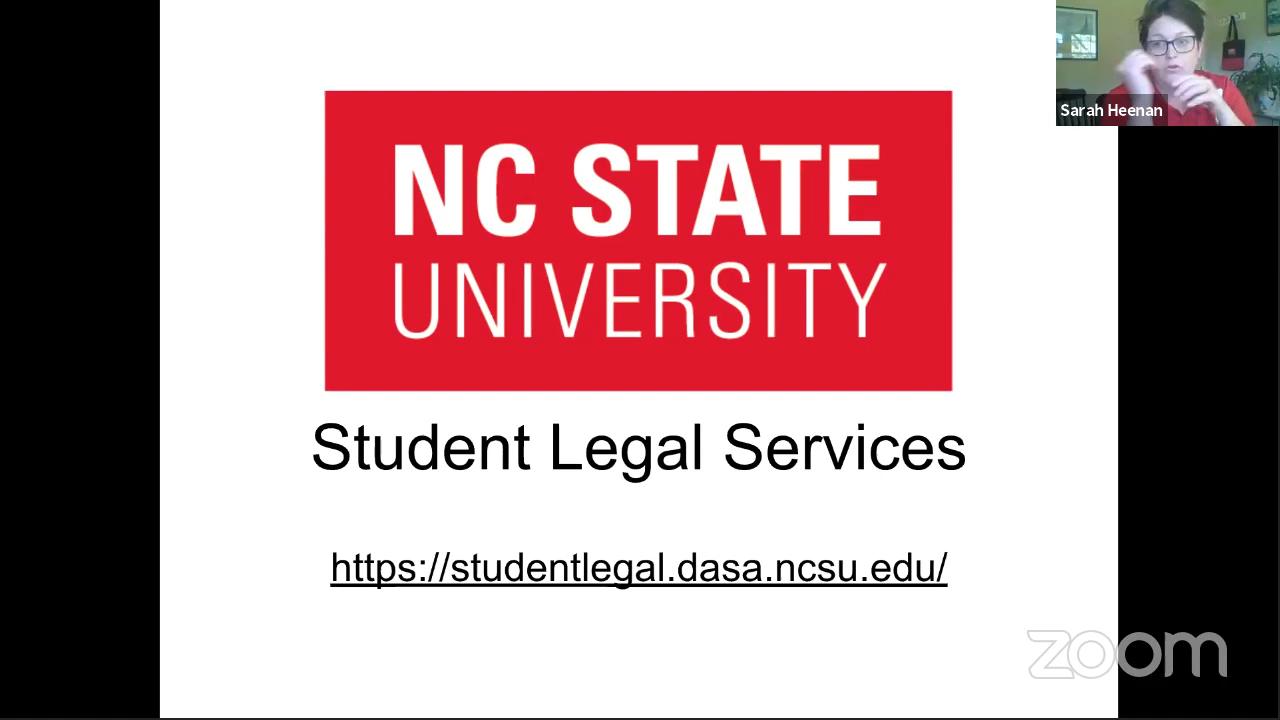 Sarah Heenan
NC STATE
UNIVERSITY
Student Legal Services
https://studentlegal.dasa.ncsu.edu/
zoom